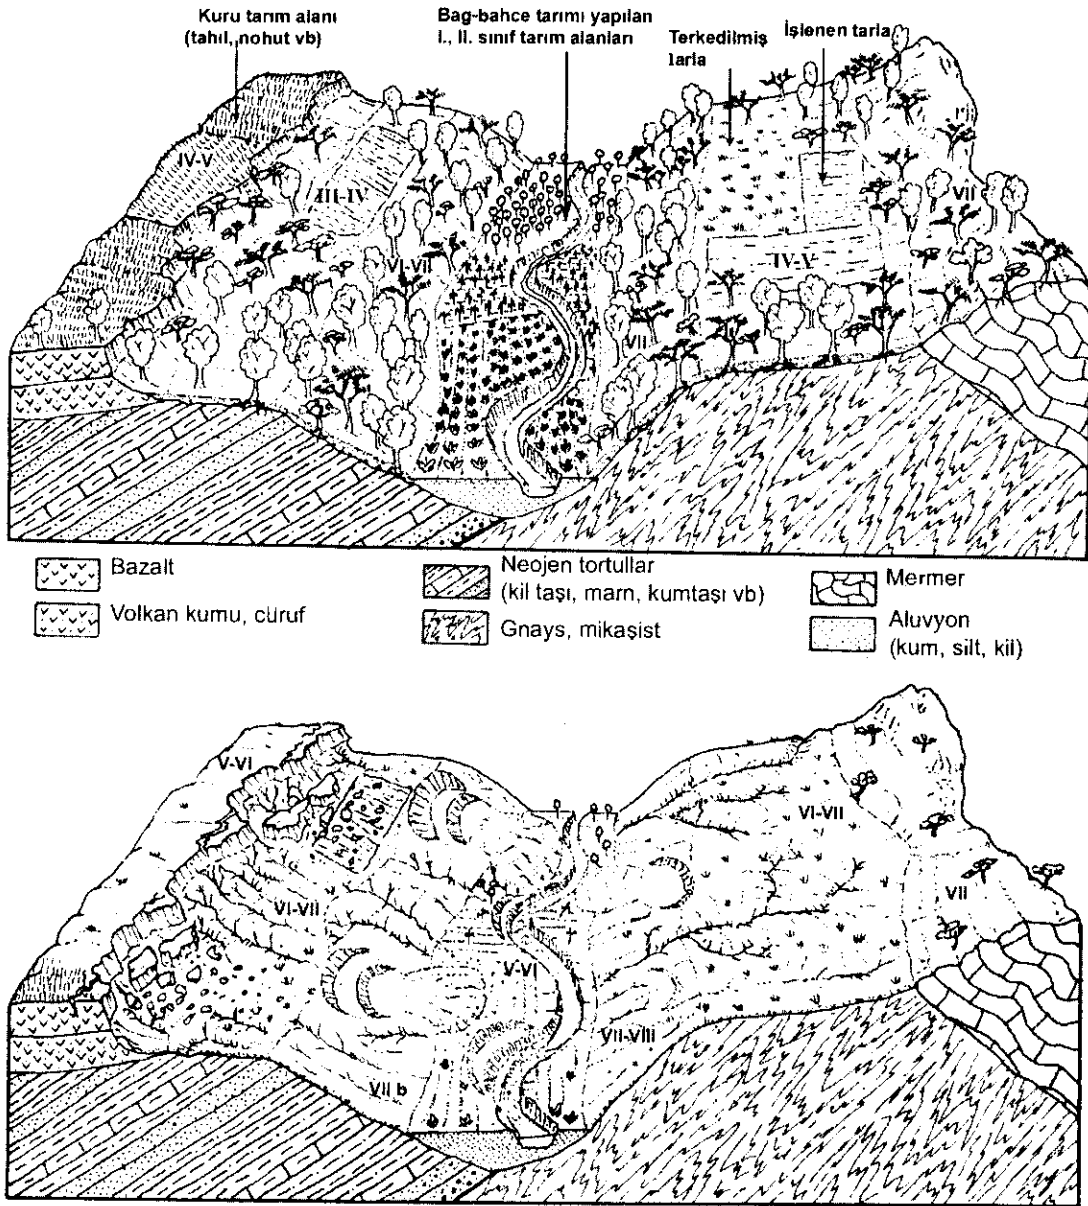 Kuru tarım alanı
(tahıl, nohut vb)
Bag-bahce tarımı yapılan
I., II. sınıf tarım alanları
Terkedilmiş
tarla
İşlenen tarla
IV-V
III-IV
VI-VII
VII
IV-V
VII
Bazalt
Volkan kumu, cüruf
Neojen tortullar
(kil taşı, marn, kumtaşı vb)
Gnays, mikaşist
Mermer
Aluvyon
(kum, silt, kil)
V-VI
VI-VII
VI-VII
VII
V-VI
VII-VIII
VII b